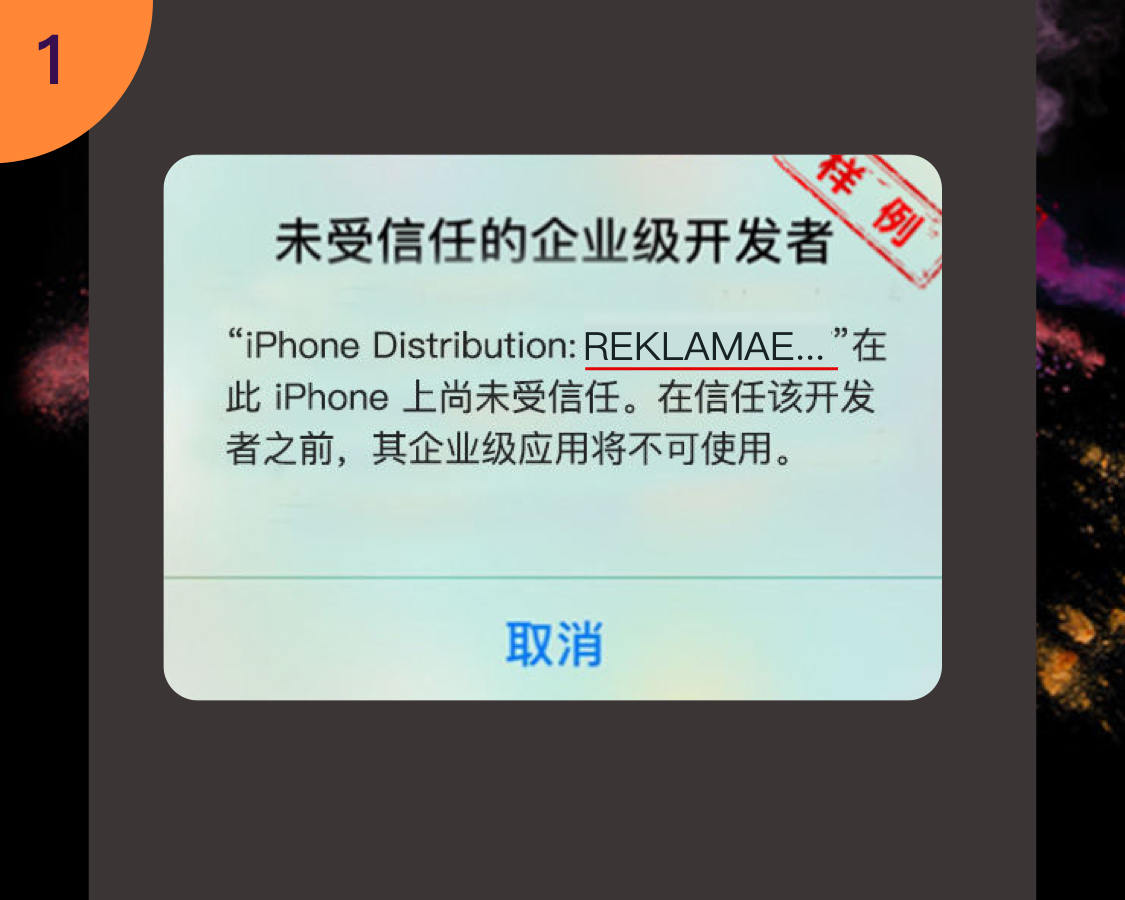 1
样例
未受信任的企业级开发者
“iPhone Distribution: REKLAMAE...”在
此 iPhone 上尚未受信任。在信任该开发
者之前，其企业级应用将不可使用。
取消